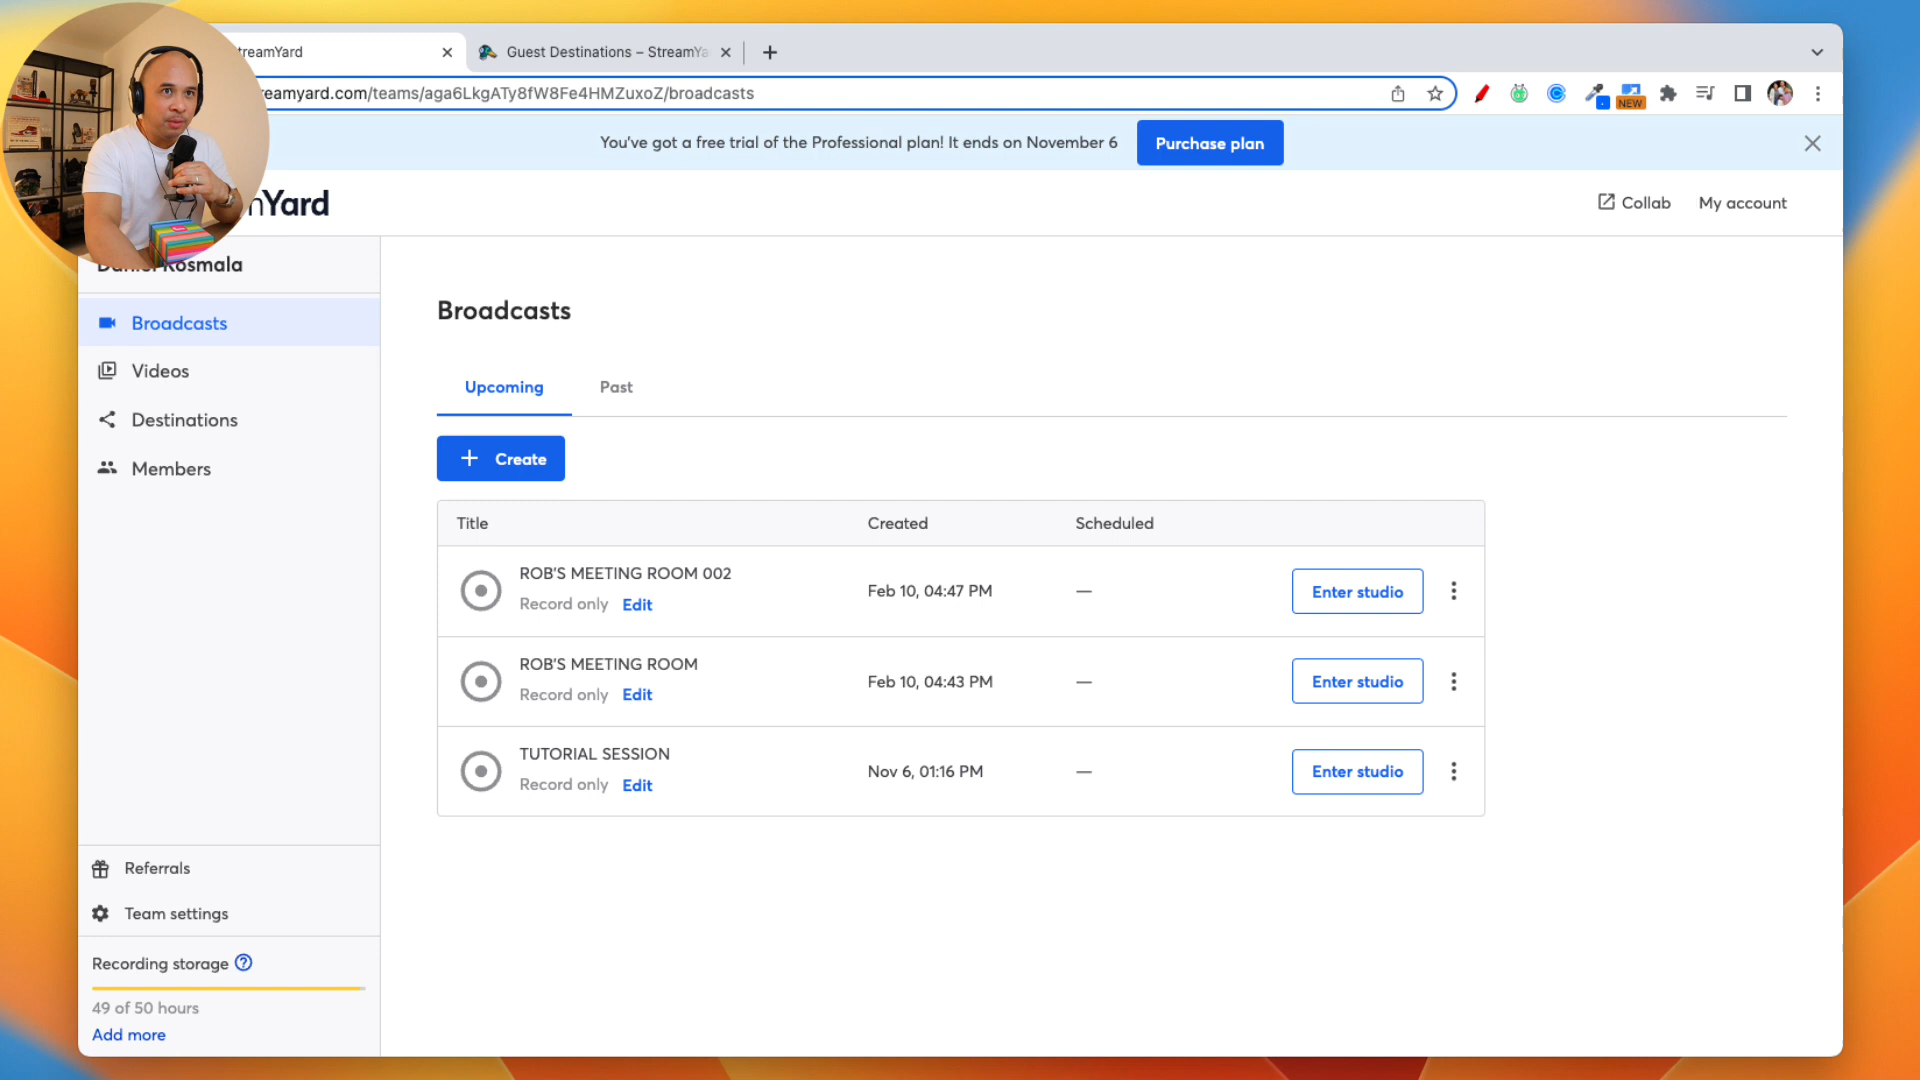 treamYard
Guest Destinations – StreamYa
eamyard.com/teams/aga6LkgATy8fW8Fe4HMZuxoZ/broadcasts
NEW
You've got a free trial of the Professional plan! It ends on November 6
Purchase plan
Yard
Collab
My account
Kosmala
Broadcasts
Videos
Destinations
Members
Broadcasts
Upcoming
Past
Create
Title
Created
Scheduled
ROB'S MEETING ROOM 002
Record only
Edit
Feb 10, 04:47 PM
—
Enter studio
ROB'S MEETING ROOM
Record only
Edit
Feb 10, 04:43 PM
—
Enter studio
TUTORIAL SESSION
Record only
Edit
Nov 6, 01:16 PM
—
Enter studio
Referrals
Team settings
Recording storage
49 of 50 hours
Add more